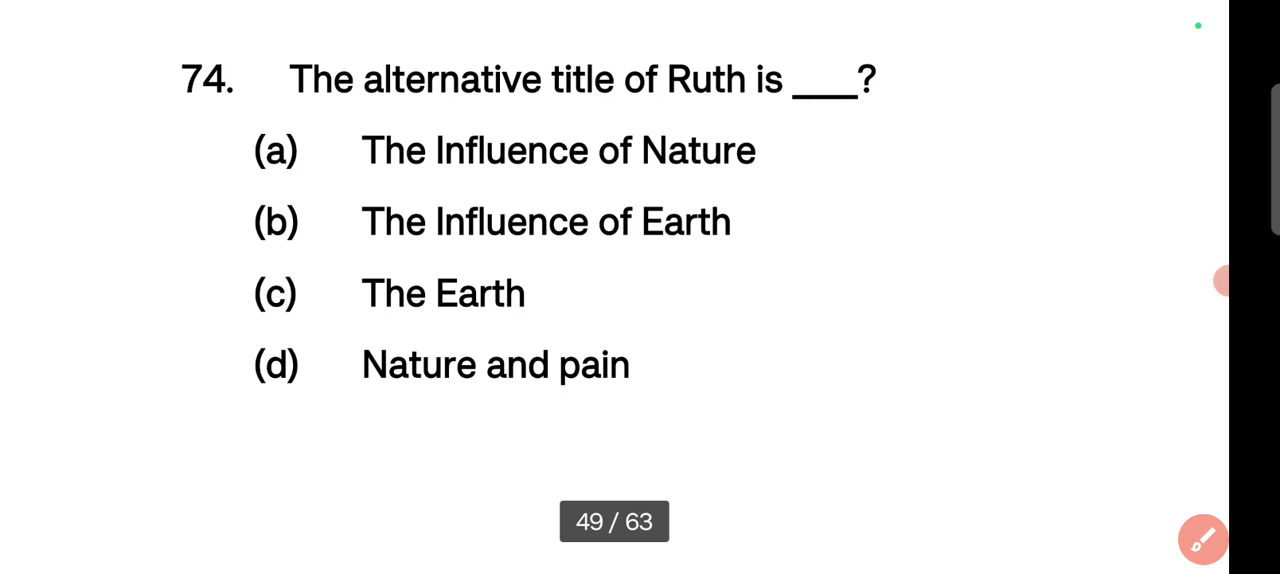 74. The alternative title of Ruth is ____?
(a) The Influence of Nature
(b) The Influence of Earth
(c) The Earth
(d) Nature and pain
49 / 63